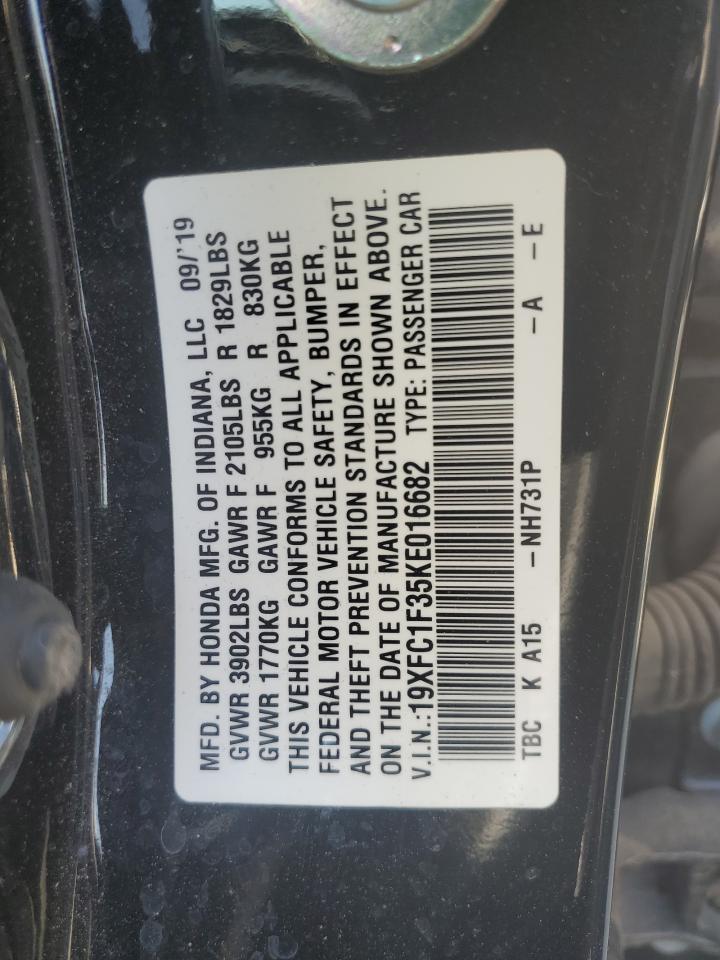 MFD. BY HONDA MFG. OF INDIANA, LLC 09/'19
GVWR 3902LBS GAWR F 2105LBS R 1829LBS
GVWR 1770KG GAWR F 955KG R 830KG
THIS VEHICLE CONFORMS TO ALL APPLICABLE
FEDERAL MOTOR VEHICLE SAFETY, BUMPER,
AND THEFT PREVENTION STANDARDS IN EFFECT
ON THE DATE OF MANUFACTURE SHOWN ABOVE.
V.I.N.:19XFC1F35KE016682 TYPE: PASSENGER CAR
TBC K A15 -NH731P -A -E